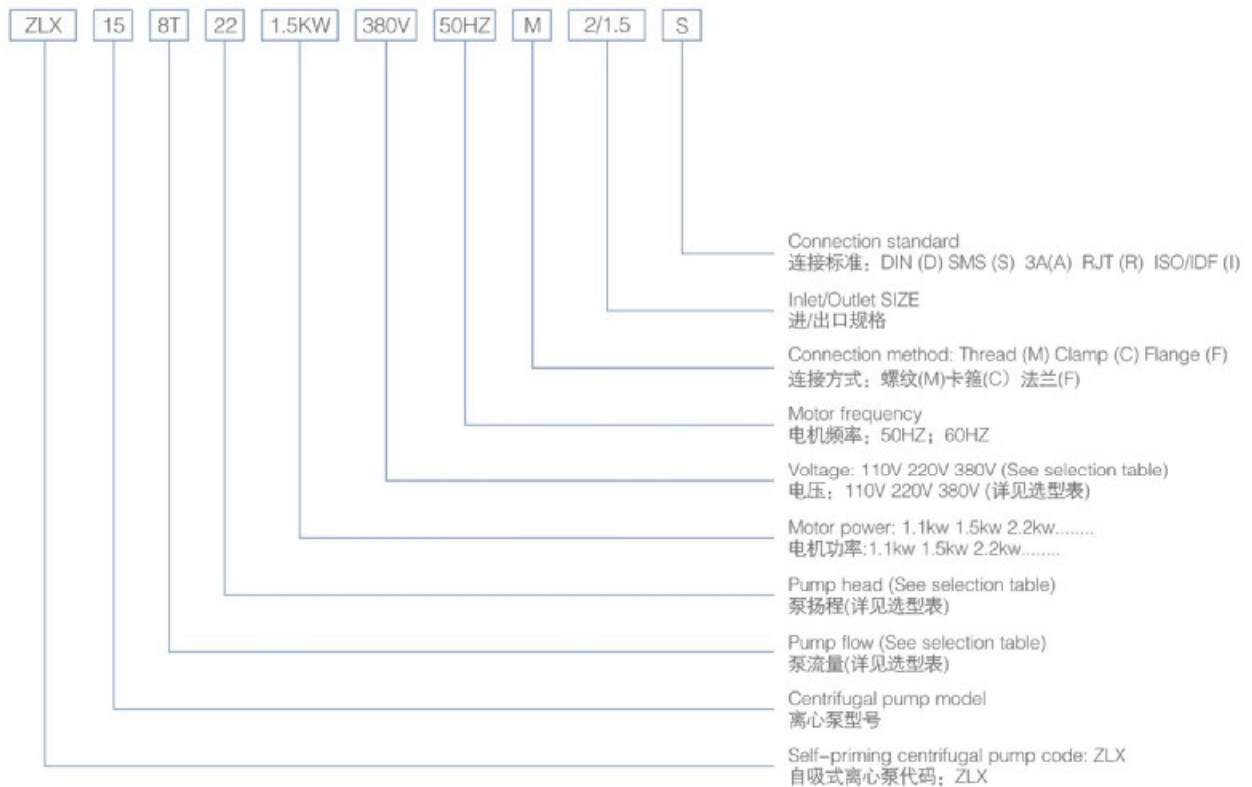 ZLX 15 8T 22 1.5KW 380V 50HZ M 2/1.5 S
Connection standard
连接标准：DIN (D) SMS (S) 3A(A) RJT (R) ISO/IDF (I)
Inlet/Outlet SIZE
进/出口规格
Connection method: Thread (M) Clamp (C) Flange (F)
连接方式：螺纹(M)卡箍(C）法兰(F)
Motor frequency
电机频率：50HZ；60HZ
Voltage: 110V 220V 380V (See selection table)
电压：110V 220V 380V (详见选型表)
Motor power: 1.1kw 1.5kw 2.2kw........
电机功率:1.1kw 1.5kw 2.2kw........
Pump head (See selection table)
泵扬程(详见选型表)
Pump flow (See selection table)
泵流量(详见选型表)
Centrifugal pump model
离心泵型号
Self-priming centrifugal pump code: ZLX
自吸式离心泵代码：ZLX